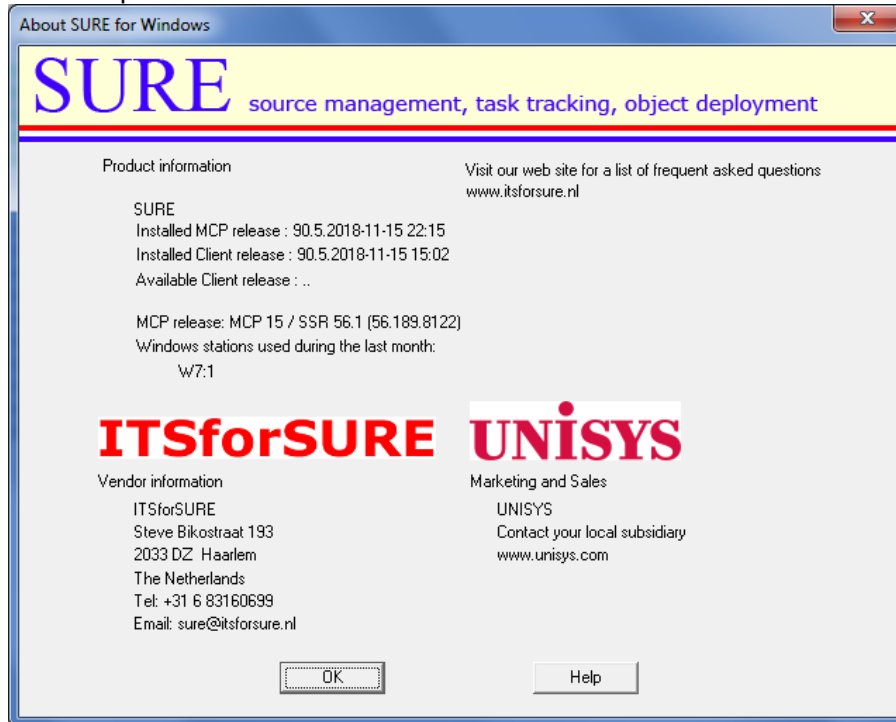 About SURE for Windows
SURE source management, task tracking, object deployment
Product information
Visit our web site for a list of frequent asked questions
www.itsforsure.nl
SURE
Installed MCP release : 90.5.2018-11-15 22:15
Installed Client release : 90.5.2018-11-15 15:02
Available Client release : ..
MCP release: MCP 15 / SSR 56.1 (56.189.8122)
Windows stations used during the last month:
W7:1
ITSforSURE
Vendor information
ITSforSURE
Steve Bikostraat 193
2033 DZ Haarlem
The Netherlands
Tel: +31 6 83160699
Email: sure@itsforsure.nl
UNISYS
Marketing and Sales
UNISYS
Contact your local subsidiary
www.unisys.com
OK
Help